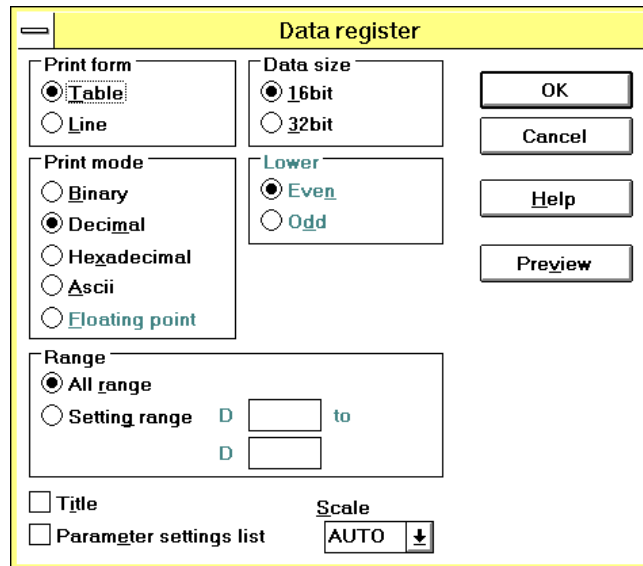 Data register
Print form
Table
Line
Data size
16bit
32bit
OK
Cancel
Print mode
Binary
Decimal
Hexadecimal
Ascii
Floating point
Lower
Even
Odd
Help
Preview
Range
All range
Setting range D to
D
Title
Parameter settings list
Scale
AUTO